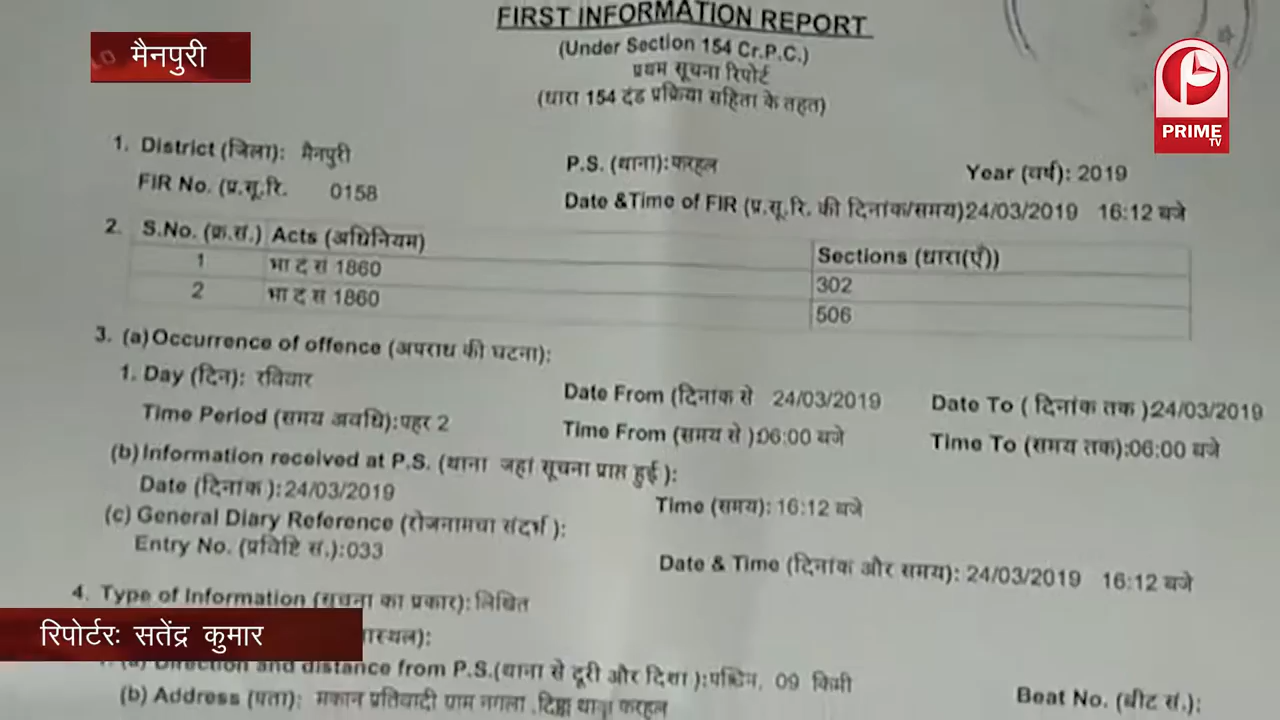 FIRST INFORMATION REPORT
(Under Section 154 Cr.P.C.)
प्रथम सूचना रिपोर्ट
(धारा 154 दंड प्रक्रिया संहिता के तहत)
मैनपुरी
PRIME
TV
1. District (जिला): मैनपुरी P.S. (थाना): फरहल Year (वर्ष): 2019
FIR No. (प्र.सू.रि. 0158 Date &Time of FIR (प्र.सू.रि. की दिनांक/समय)24/03/2019 16:12 बजे
2. S.No. (क्र.सं.) Acts (अधिनियम) Sections (धारा(एँ))
1 भा द सं 1860 302
2 भा द सं 1860 506
3. (a)Occurrence of offence (अपराध की घटना):
1. Day (दिन): रविवार Date From (दिनांक से 24/03/2019 Date To ( दिनांक तक ):24/03/2019
Time Period (समय अवधि):पहर 2 Time From (समय से ):06:00 बजे Time To (समय तक):06:00 बजे
(b)Information received at P.S. (थाना जहां सूचना प्राप्त हुई ):
Date (दिनांक ):24/03/2019 Time (समय): 16:12 बजे
(c) General Diary Reference (रोजनामचा संदर्भ ):
Entry No. (प्रविष्टि सं.):033 Date & Time (दिनांक और समय): 24/03/2019 16:12 बजे
4. Type of Information (सूचना का प्रकार): लिखित
रिपोर्टरः सतेंद्र कुमार
(a) Direction and distance from P.S.(थाना से दूरी और दिशा ):पश्चिम, 09 किमी Beat No. (बीट सं.):
(b) Address (पता): मकान प्रतिवादी ग्राम नगला थाना फरहल